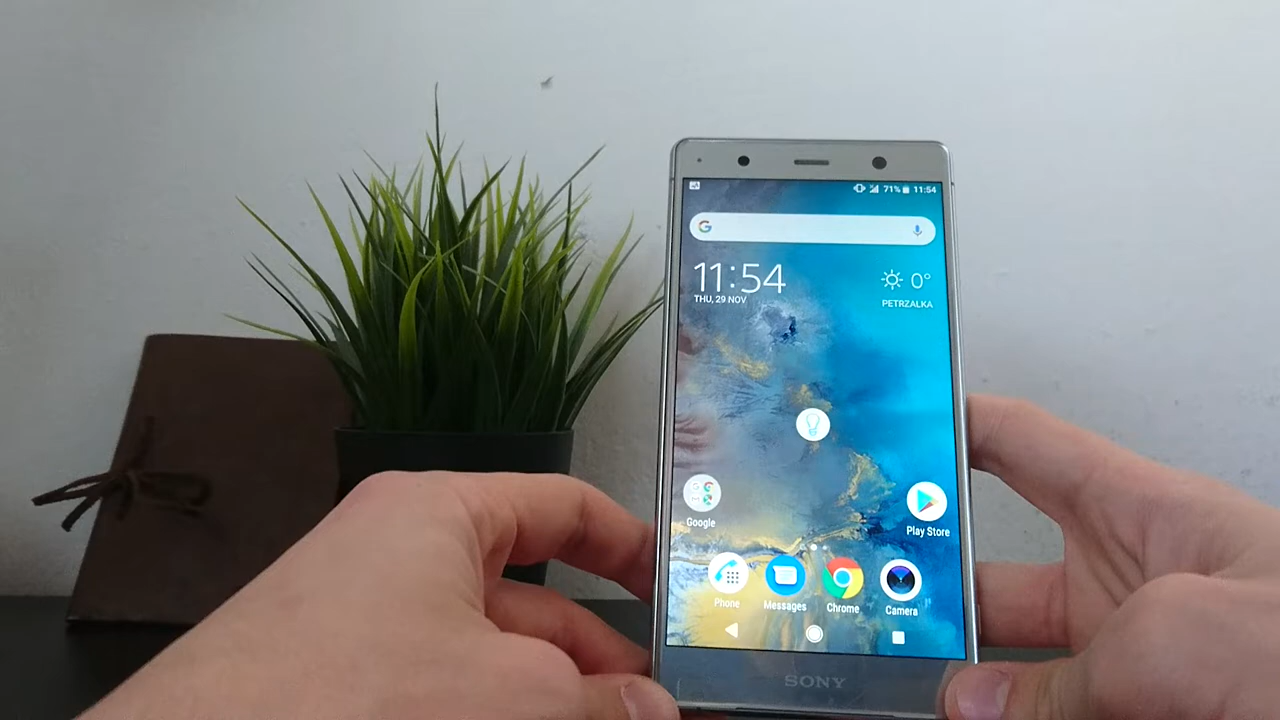 71% 11:54
11:54
THU, 29 NOV
0°
PETRZALKA
Google
Play Store
Phone
Messages
Chrome
Camera
SONY